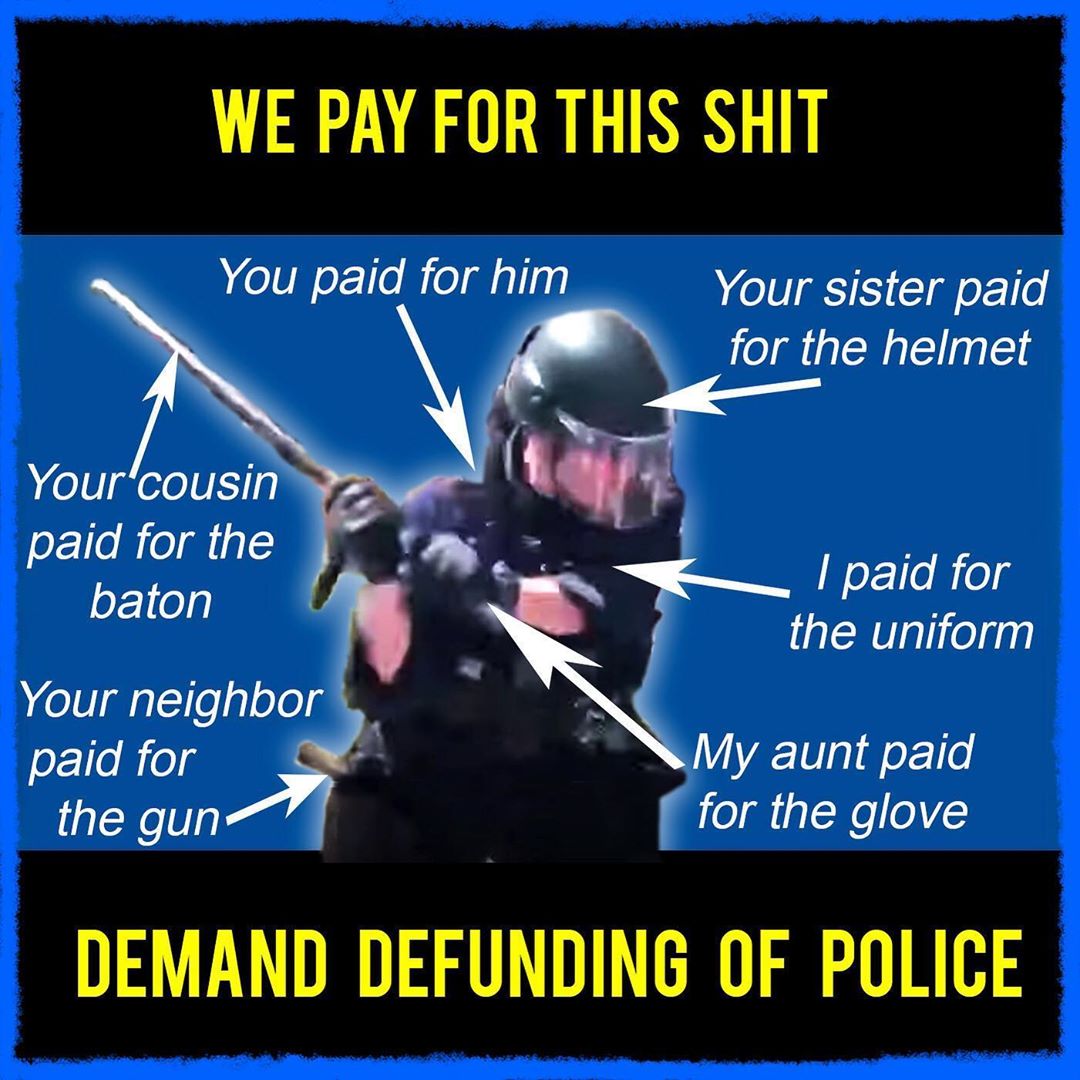 WE PAY FOR THIS SHIT
You paid for him
Your sister paid
for the helmet
Your cousin
paid for the
baton
I paid for
the uniform
Your neighbor
paid for
the gun
My aunt paid
for the glove
DEMAND DEFUNDING OF POLICE